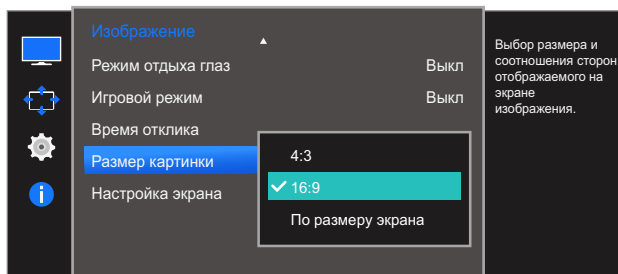 Изображение
Режим отдыха глаз Выкл
Игровой режим Выкл
Время отклика
Размер картинки
Настройка экрана
4:3
16:9
По размеру экрана
Выбор размера и
соотношения сторон
отображаемого на
экране
изображения.